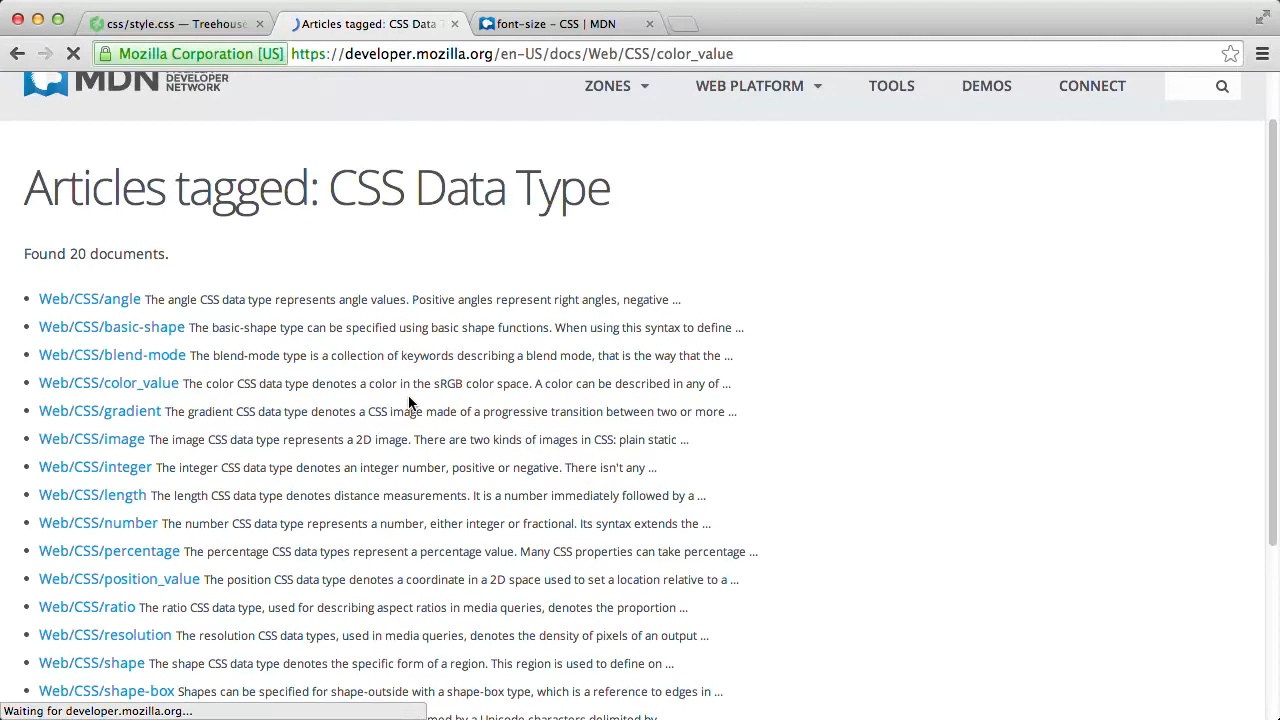 css/style.css — Treehouse
Articles tagged: CSS Data T
font-size - CSS | MDN
Mozilla Corporation [US] https://developer.mozilla.org/en-US/docs/Web/CSS/color_value
MDN DEVELOPER NETWORK
ZONES WEB PLATFORM TOOLS DEMOS CONNECT
Articles tagged: CSS Data Type
Found 20 documents.
• Web/CSS/angle The angle CSS data type represents angle values. Positive angles represent right angles, negative ...
• Web/CSS/basic-shape The basic-shape type can be specified using basic shape functions. When using this syntax to define ...
• Web/CSS/blend-mode The blend-mode type is a collection of keywords describing a blend mode, that is the way that the ...
• Web/CSS/color_value The color CSS data type denotes a color in the sRGB color space. A color can be described in any of ...
• Web/CSS/gradient The gradient CSS data type denotes a CSS image made of a progressive transition between two or more ...
• Web/CSS/image The image CSS data type represents a 2D image. There are two kinds of images in CSS: plain static ...
• Web/CSS/integer The integer CSS data type denotes an integer number, positive or negative. There isn't any ...
• Web/CSS/length The length CSS data type denotes distance measurements. It is a number immediately followed by a ...
• Web/CSS/number The number CSS data type represents a number, either integer or fractional. Its syntax extends the ...
• Web/CSS/percentage The percentage CSS data types represent a percentage value. Many CSS properties can take percentage ...
• Web/CSS/position_value The position CSS data type denotes a coordinate in a 2D space used to set a location relative to a ...
• Web/CSS/ratio The ratio CSS data type, used for describing aspect ratios in media queries, denotes the proportion ...
• Web/CSS/resolution The resolution CSS data types, used in media queries, denotes the density of pixels of an output ...
• Web/CSS/shape The shape CSS data type denotes the specific form of a region. This region is used to define on ...
• Web/CSS/shape-box Shapes can be specified for shape-outside with a shape-box type, which is a reference to edges in ...
Waiting for developer.mozilla.org...
med by a Unicode characters delimited by